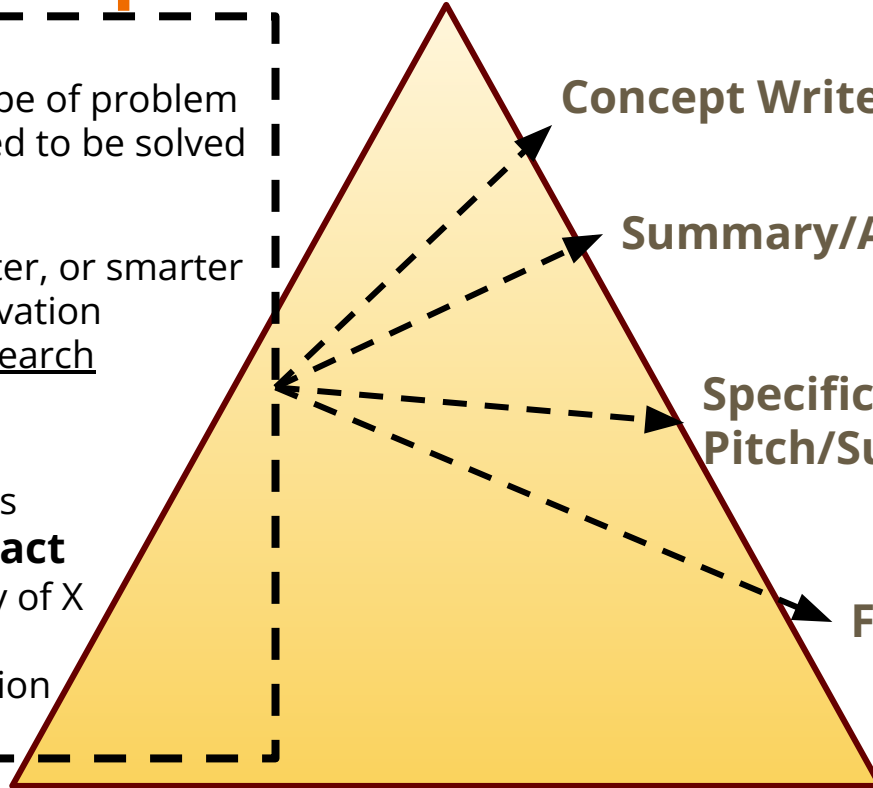 pe of problem
ed to be solved
ter, or smarter
vation
earch
s
act
y of X
ion
Concept Write
Summary/A
Specific
Pitch/Su
F